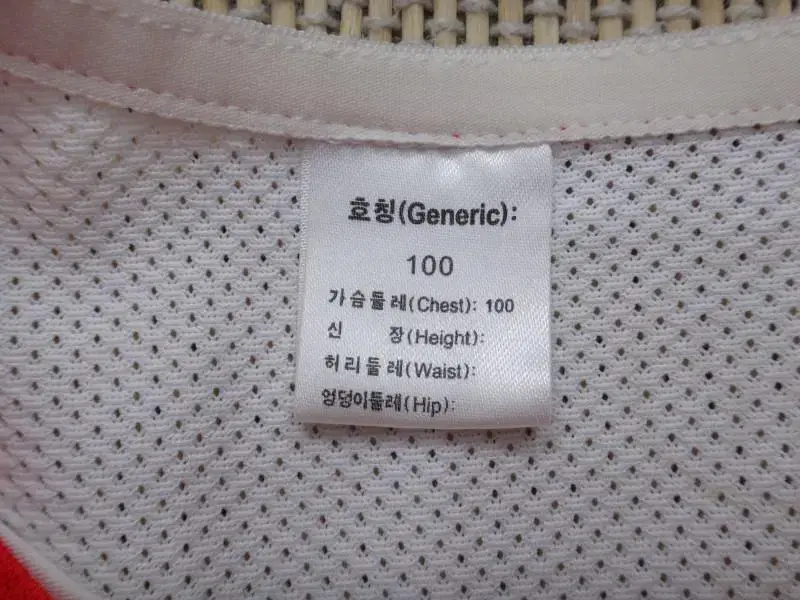 호칭(Generic):
100
가슴둘레(Chest): 100
신 장(Height):
허리둘레(Waist):
엉덩이둘레(Hip):